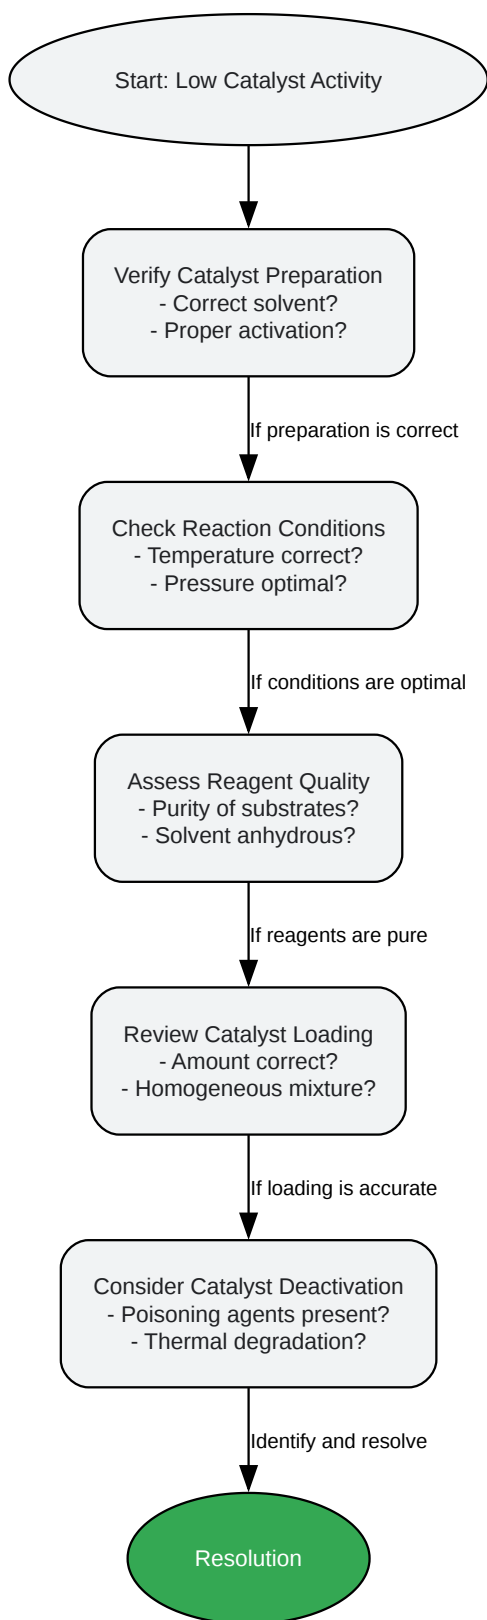 Start: Low Catalyst Activity
Verify Catalyst Preparation
- Correct solvent?
- Proper activation?
If preparation is correct
Check Reaction Conditions
- Temperature correct?
- Pressure optimal?
If conditions are optimal
Assess Reagent Quality
- Purity of substrates?
- Solvent anhydrous?
If reagents are pure
Review Catalyst Loading
- Amount correct?
- Homogeneous mixture?
If loading is accurate
Consider Catalyst Deactivation
- Poisoning agents present?
- Thermal degradation?
Identify and resolve
Resolution